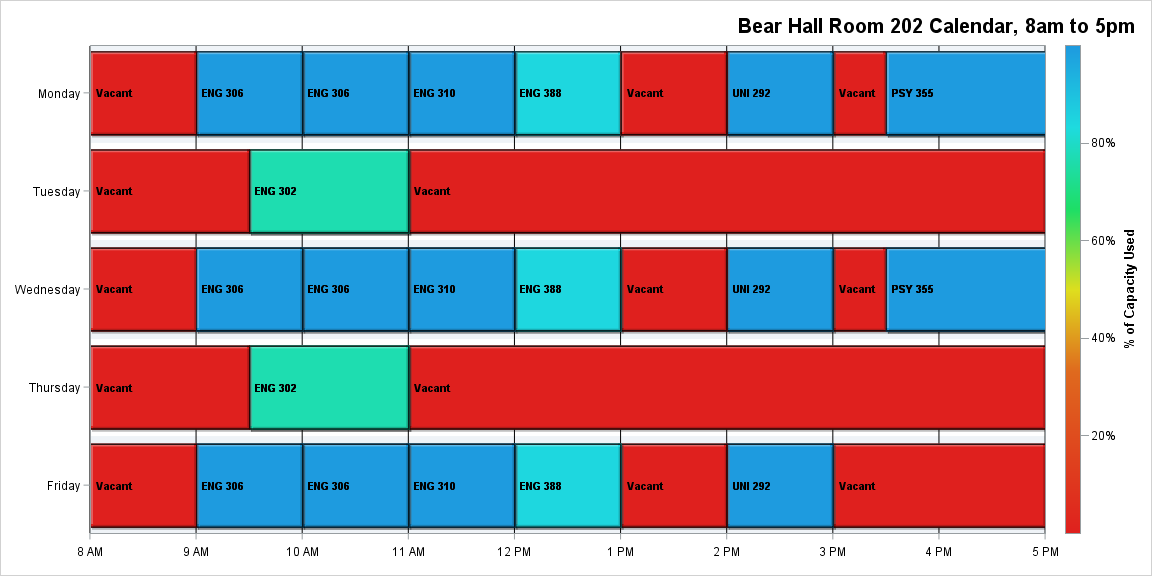 Bear Hall Room 202 Calendar, 8am to 5pm
Monday
Vacant
ENG 306
ENG 306
ENG 310
ENG 388
Vacant
UNI 292
Vacant
PSY 355
Tuesday
Vacant
ENG 302
Vacant
Wednesday
Vacant
ENG 306
ENG 306
ENG 310
ENG 388
Vacant
UNI 292
Vacant
PSY 355
Thursday
Vacant
ENG 302
Vacant
Friday
Vacant
ENG 306
ENG 306
ENG 310
ENG 388
Vacant
UNI 292
Vacant
8 AM
9 AM
10 AM
11 AM
12 PM
1 PM
2 PM
3 PM
4 PM
5 PM
80%
60%
40%
20%
% of Capacity Used